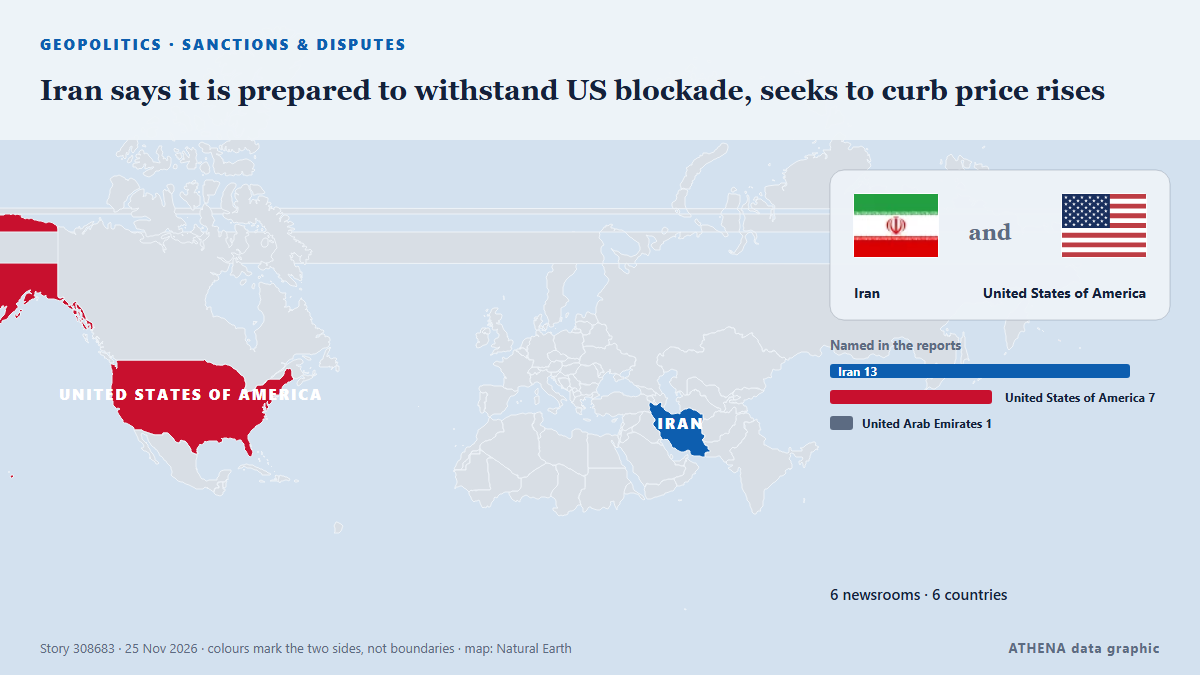 GEOPOLITICS · SANCTIONS & DISPUTES
Iran says it is prepared to withstand US blockade, seeks to curb price rises
and
Iran
United States of America
Named in the reports
Iran 13
United States of America 7
United Arab Emirates 1
UNITED STATES OF AMERICA
IRAN
6 newsrooms · 6 countries
Story 308683 · 25 Nov 2026 · colours mark the two sides, not boundaries · map: Natural Earth
ATHENA data graphic